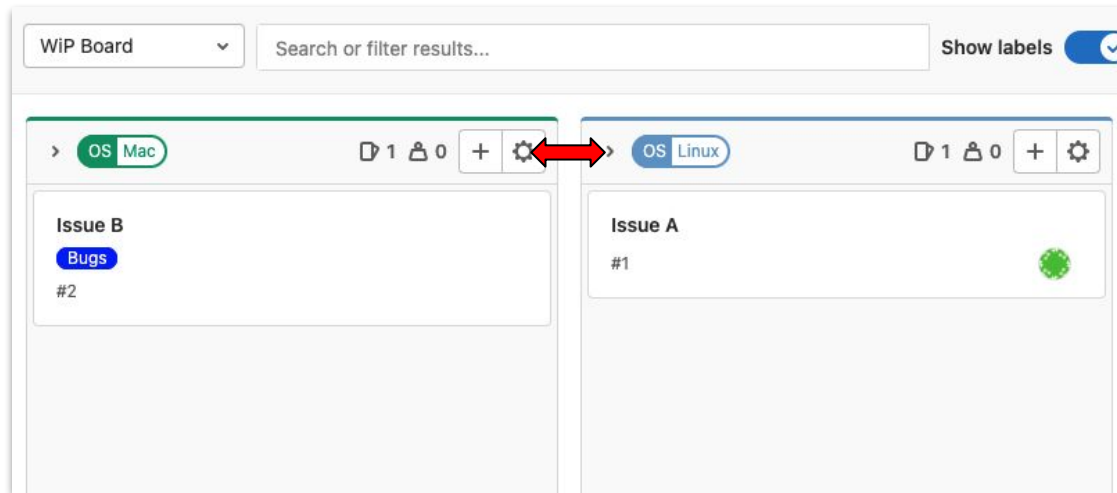 WiP Board
Search or filter results...
Show labels
OS Mac 1 0
OS Linux 1 0
Issue B
Bugs
#2
Issue A
#1